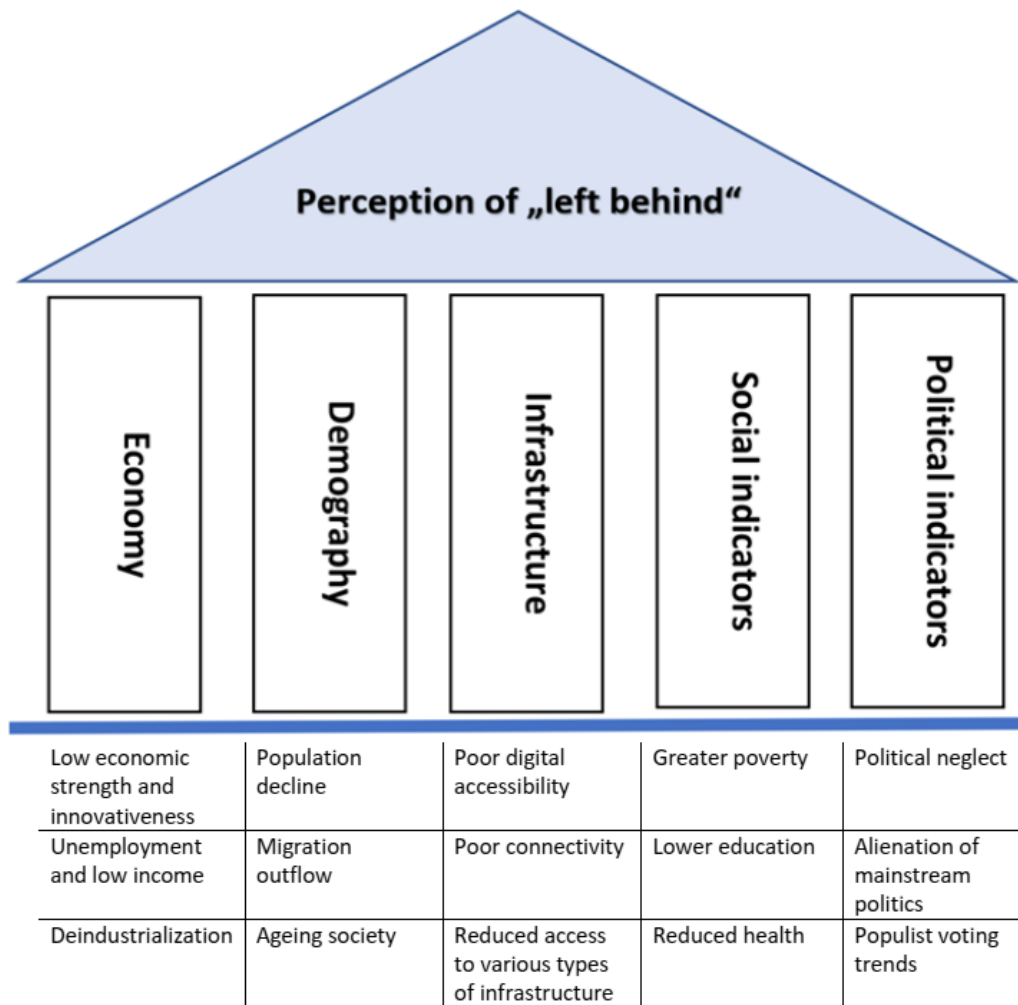 Perception of „left behind“
Economy
Demography
Infrastructure
Social indicators
Political indicators
Low economic
strength and
innovativeness
Population
decline
Poor digital
accessibility
Greater poverty
Political neglect
Unemployment
and low income
Migration
outflow
Poor connectivity
Lower education
Alienation of
mainstream
politics
Deindustrialization
Ageing society
Reduced access
to various types
of infrastructure
Reduced health
Populist voting
trends